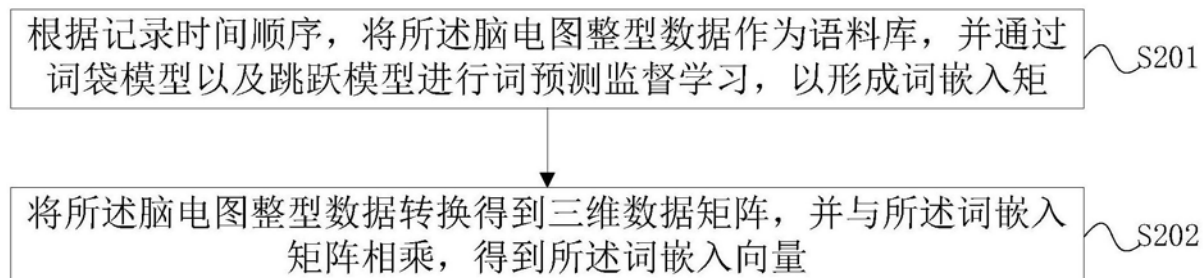 根据记录时间顺序，将所述脑电图整型数据作为语料库，并通过
词袋模型以及跳跃模型进行词预测监督学习，以形成词嵌入矩
S201
将所述脑电图整型数据转换得到三维数据矩阵，并与所述词嵌入
矩阵相乘，得到所述词嵌入向量
S202